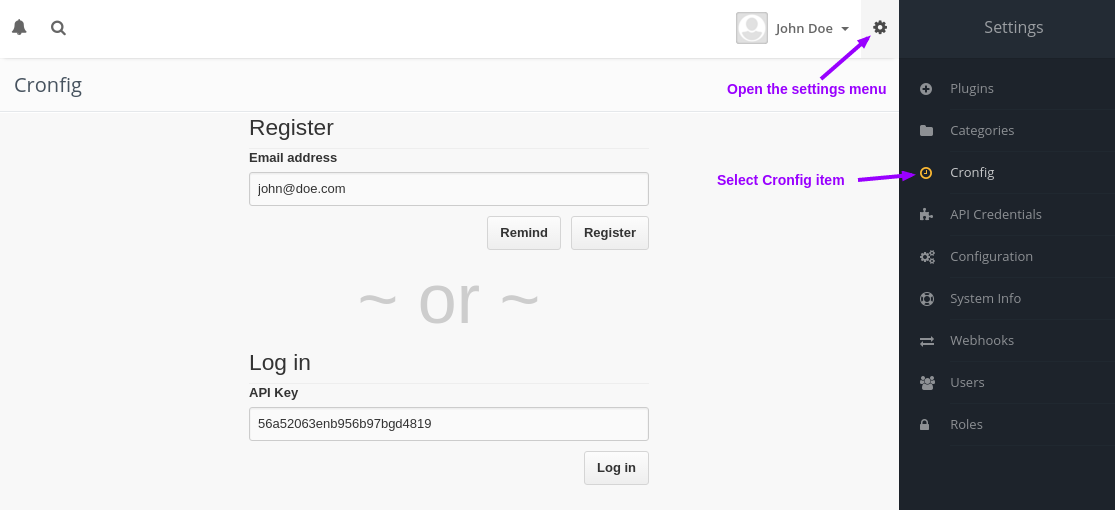 John Doe
Settings
Cronfig
Open the settings menu
Plugins
Register
Categories
Email address
Select Cronfig item
Cronfig
john@doe.com
API Credentials
Remind
Register
Configuration
~ or ~
System Info
Webhooks
Log in
Users
API Key
56a52063enb956b97bgd4819
Roles
Log in